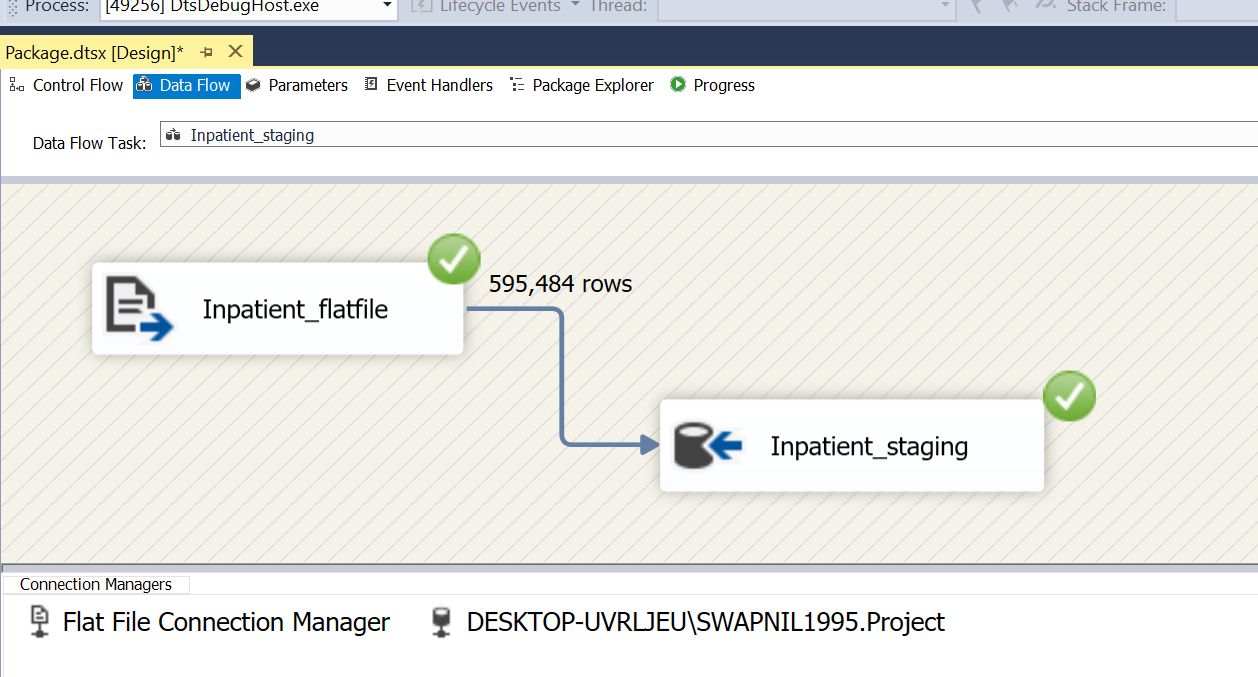 Process: [49256] DtsDebugHost.exe Lifecycle Events Thread: Stack Frame:
Package.dtsx [Design]*
Control Flow Data Flow Parameters Event Handlers Package Explorer Progress
Data Flow Task: Inpatient_staging
595,484 rows
Inpatient_flatfile
Inpatient_staging
Connection Managers
Flat File Connection Manager DESKTOP-UVRLJEU\SWAPNIL1995.Project